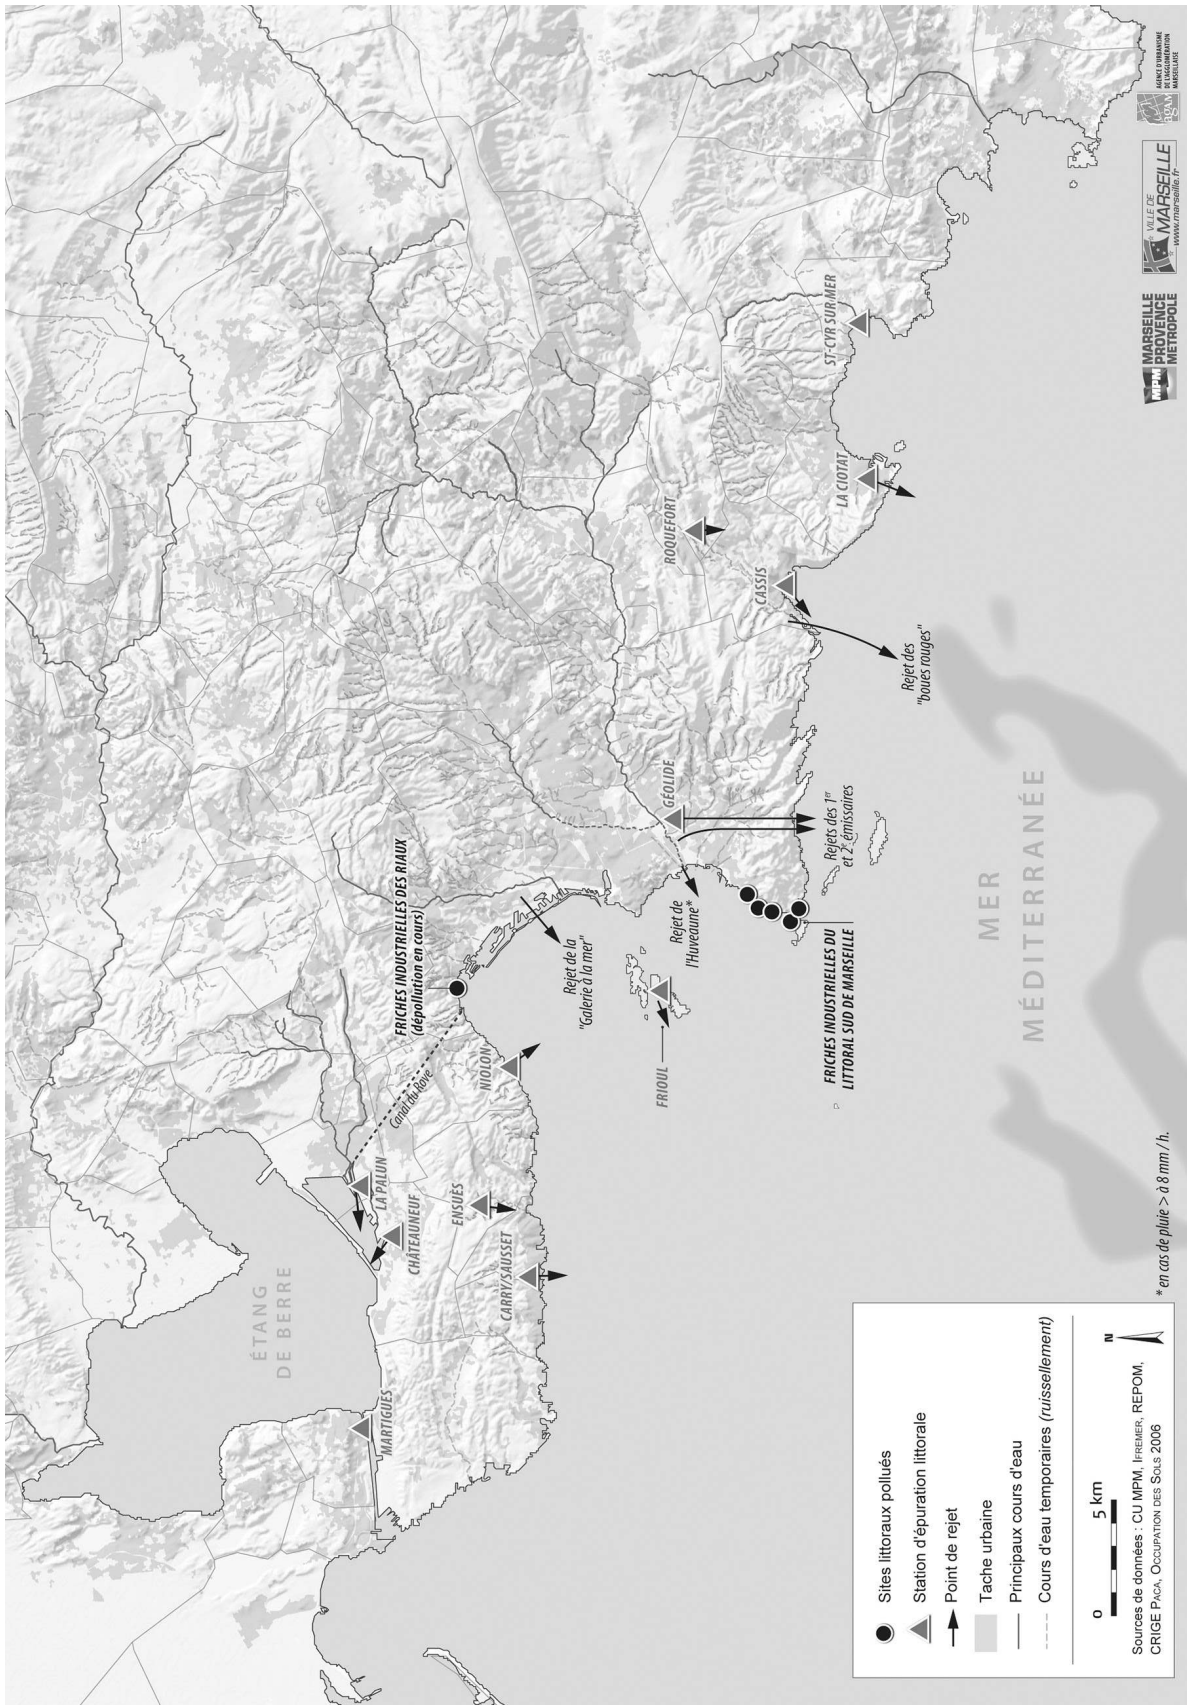 ÉTANG
DE BERRE
MARTIGUES
CHÂTEAUNEUF
LA PALUN
CARRY/SAUSSET
ENSUÈS
NIOLON
Canal du Rove
FRICHES INDUSTRIELLES DES RIAUX
(dépollution en cours)
Rejet de la
"Galerie à la mer"
FRIOUL
Rejet de
l'Huveaune*
GÉOLIDE
Rejets des 1er
et 2e émissaires
FRICHES INDUSTRIELLES DU
LITTORAL SUD DE MARSEILLE
ROQUEFORT
CASSIS
Rejet des
"boues rouges"
LA CIOTAT
ST-CYR SUR MER
MER
MÉDITERRANÉE
* en cas de pluie > à 8 mm / h.
Sites littoraux pollués
Station d'épuration littorale
Point de rejet
Tache urbaine
Principaux cours d'eau
Cours d'eau temporaires (ruissellement)
0 5 km
N
Sources de données : CU MPM, IFREMER, REPOM,
CRIGE PACA, OCCUPATION DES SOLS 2006
MPM
MARSEILLE
PROVENCE
METROPOLE
VILLE DE
MARSEILLE
www.marseille.fr
AGAM
AGENCE D'URBANISME
DE L'AGGLOMÉRATION
MARSEILLAISE